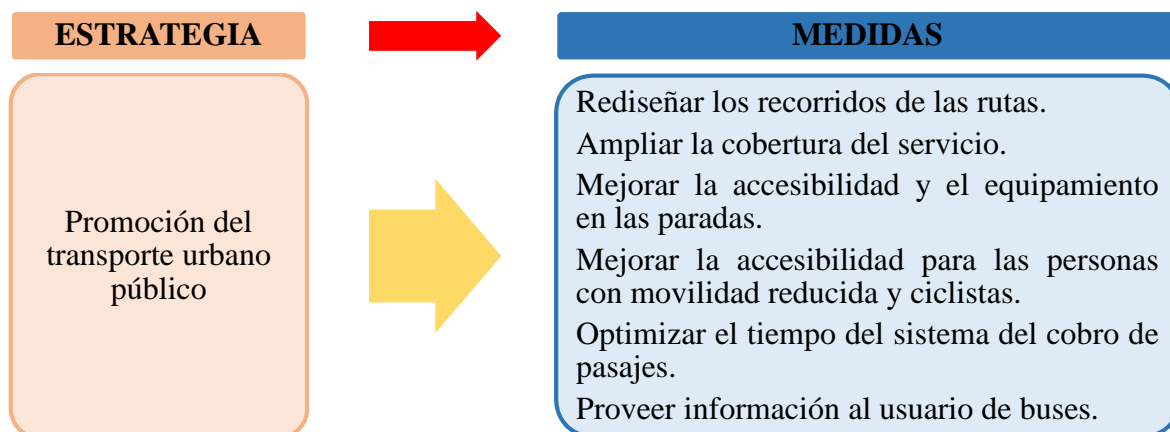 ESTRATEGIA
MEDIDAS
Promoción del
transporte urbano
público
Rediseñar los recorridos de las rutas.
Ampliar la cobertura del servicio.
Mejorar la accesibilidad y el equipamiento
en las paradas.
Mejorar la accesibilidad para las personas
con movilidad reducida y ciclistas.
Optimizar el tiempo del sistema del cobro de
pasajes.
Proveer información al usuario de buses.